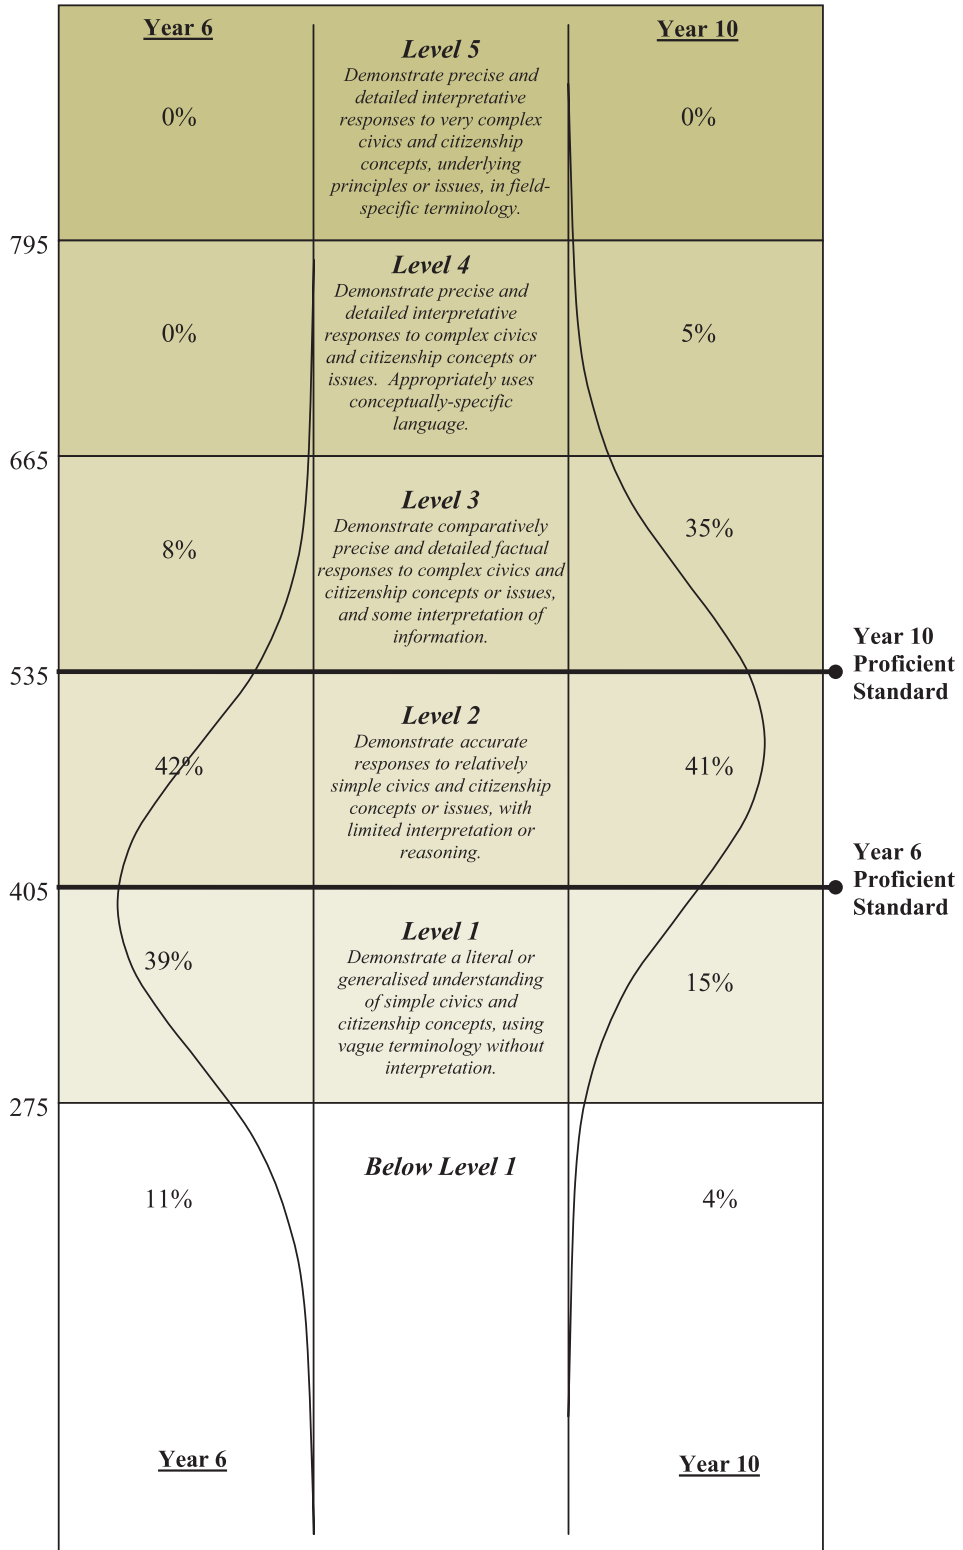 Year 6
Year 10
Level 5
Demonstrate precise and
detailed interpretative
responses to very complex
civics and citizenship
concepts, underlying
principles or issues, in field-
specific terminology.
0%
0%
795
Level 4
Demonstrate precise and
detailed interpretative
responses to complex civics
and citizenship concepts or
issues. Appropriately uses
conceptually-specific
language.
0%
5%
665
Level 3
Demonstrate comparatively
precise and detailed factual
responses to complex civics and
citizenship concepts or issues,
and some interpretation of
information.
8%
35%
Year 10
Proficient
Standard
535
Level 2
Demonstrate accurate
responses to relatively
simple civics and citizenship
concepts or issues, with
limited interpretation or
reasoning.
42%
41%
Year 6
Proficient
Standard
405
Level 1
Demonstrate a literal or
generalised understanding
of simple civics and
citizenship concepts, using
vague terminology without
interpretation.
39%
15%
275
Below Level 1
11%
4%
Year 6
Year 10